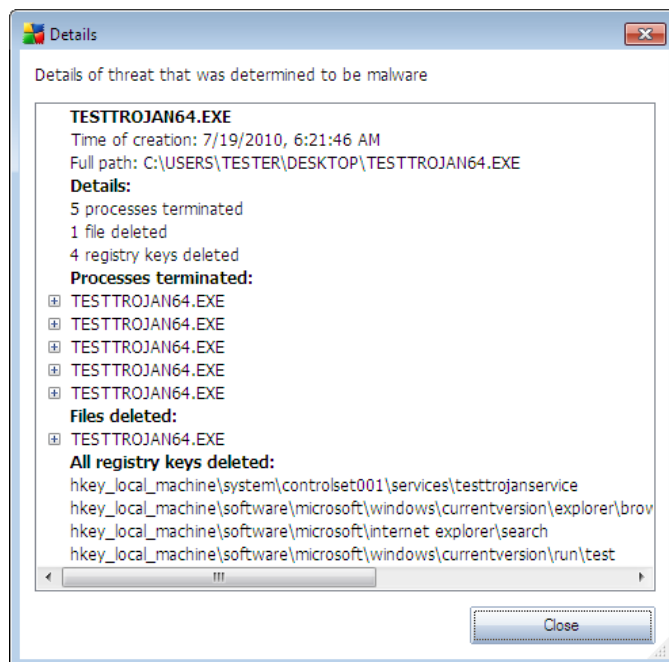 Details
Details of threat that was determined to be malware
TESTTROJAN64.EXE
Time of creation: 7/19/2010, 6:21:46 AM
Full path: C:\USERS\TESTER\DESKTOP\TESTTROJAN64.EXE
Details:
5 processes terminated
1 file deleted
4 registry keys deleted
Processes terminated:
TESTTROJAN64.EXE
TESTTROJAN64.EXE
TESTTROJAN64.EXE
TESTTROJAN64.EXE
TESTTROJAN64.EXE
Files deleted:
TESTTROJAN64.EXE
All registry keys deleted:
hkey_local_machine\system\controlset001\services\testtrojanservice
hkey_local_machine\software\microsoft\windows\currentversion\explorer\brow
hkey_local_machine\software\microsoft\internet explorer\search
hkey_local_machine\software\microsoft\windows\currentversion\run\test
Close